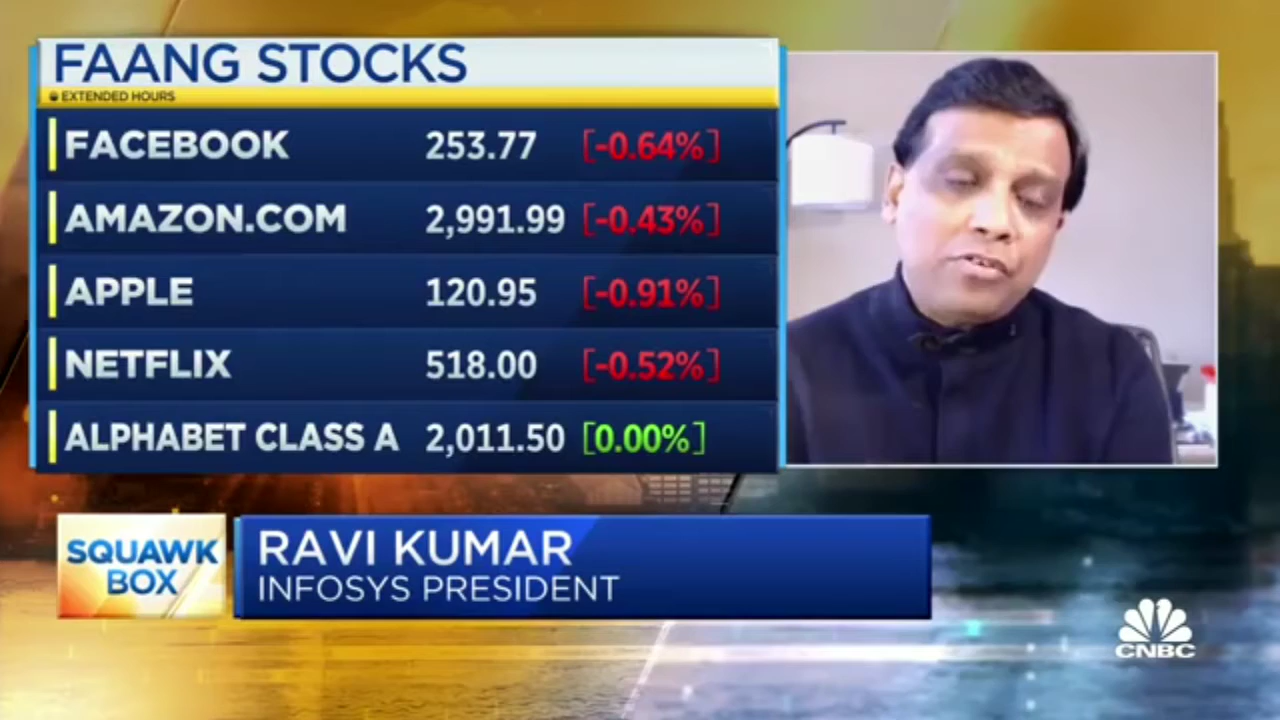 FAANG STOCKS
EXTENDED HOURS
FACEBOOK 253.77 [-0.64%]
AMAZON.COM 2,991.99 [-0.43%]
APPLE 120.95 [-0.91%]
NETFLIX 518.00 [-0.52%]
ALPHABET CLASS A 2,011.50 [0.00%]
SQUAWK
BOX
RAVI KUMAR
INFOSYS PRESIDENT
CNBC